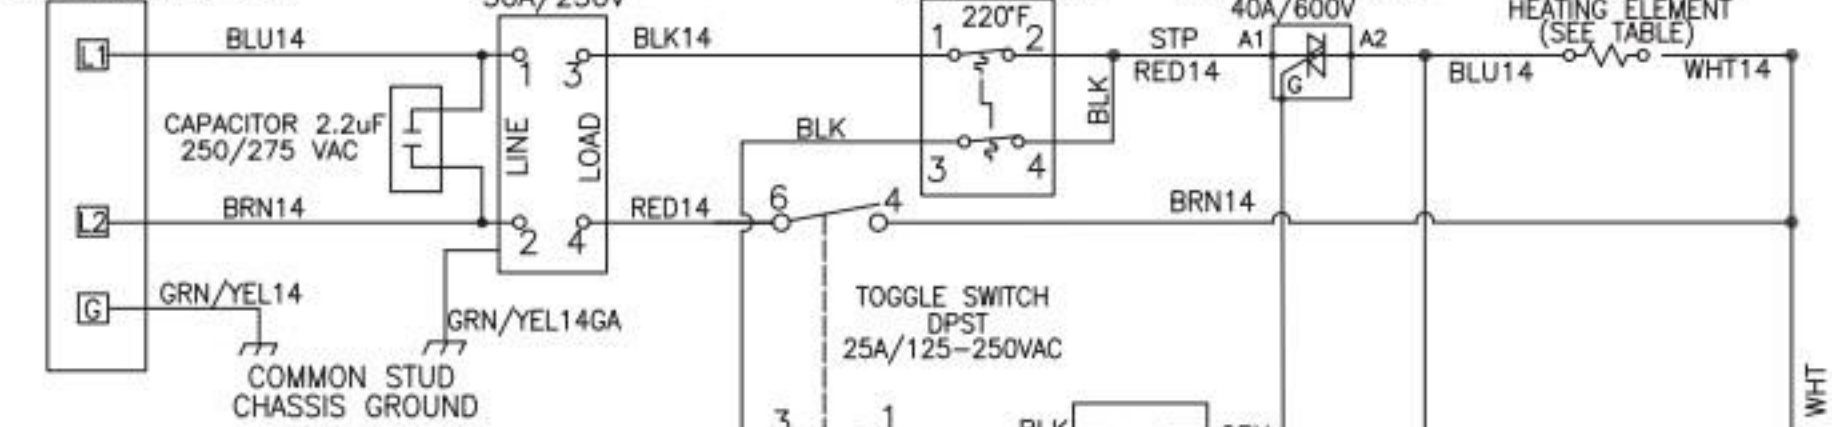 40A/600V
HEATING ELEMENT
(SEE TABLE)
220°F
L1
BLU14
1
3
BLK14
1
2
STP
RED14
A1
A2
G
BLU14
WHT14
CAPACITOR 2.2uF
250/275 VAC
LINE
LOAD
BLK
BLK
3
4
L2
BRN14
2
4
RED14
6
4
BRN14
G
GRN/YEL14
GRN/YEL14GA
TOGGLE SWITCH
DPST
25A/125-250VAC
COMMON STUD
CHASSIS GROUND
WHT
3
1
BLK